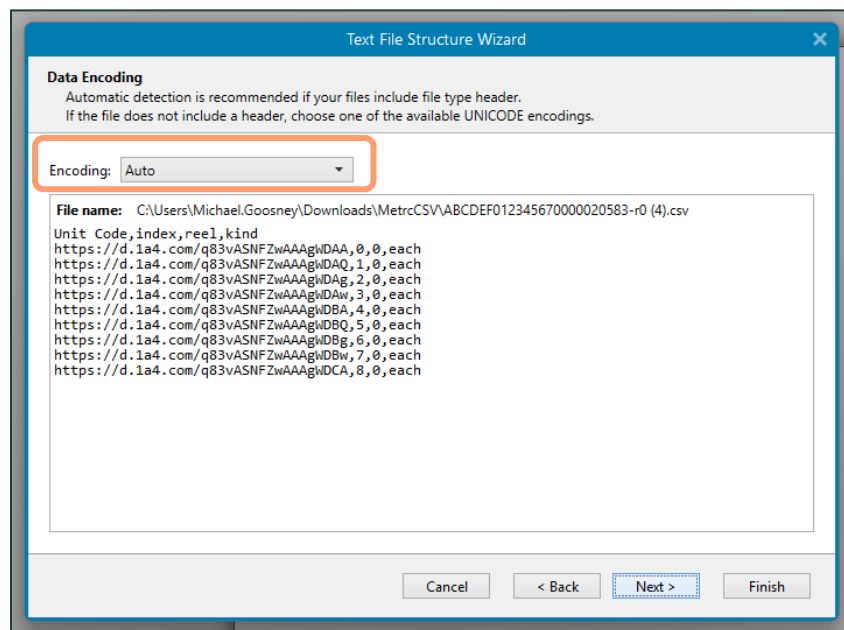 Text File Structure Wizard
Data Encoding
Automatic detection is recommended if your files include file type header.
If the file does not include a header, choose one of the available UNICODE encodings.
Encoding: Auto
File name: C:\Users\Michael.Goosney\Downloads\MetrcCSV\ABCDEF012345670000020583-r0 (4).csv
Unit Code,index,reel,kind
https://d.1a4.com/q83vASNFZwAAAgWDAA,0,0,each
https://d.1a4.com/q83vASNFZwAAAgWDAQ,1,0,each
https://d.1a4.com/q83vASNFZwAAAgWDAg,2,0,each
https://d.1a4.com/q83vASNFZwAAAgWDAw,3,0,each
https://d.1a4.com/q83vASNFZwAAAgWDBA,4,0,each
https://d.1a4.com/q83vASNFZwAAAgWDBQ,5,0,each
https://d.1a4.com/q83vASNFZwAAAgWDBg,6,0,each
https://d.1a4.com/q83vASNFZwAAAgWDBw,7,0,each
https://d.1a4.com/q83vASNFZwAAAgWDCA,8,0,each
Cancel < Back Next > Finish